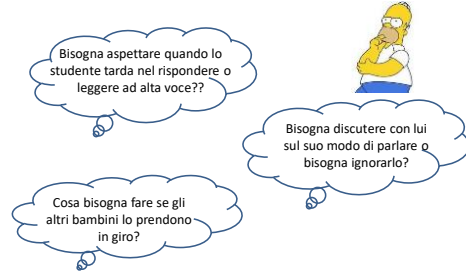 Bisogna aspettare quando lo
studente tarda nel rispondere o
leggere ad alta voce??
Bisogna discutere con lui
sul suo modo di parlare o
bisogna ignorarlo?
Cosa bisogna fare se gli
altri bambini lo prendono
in giro?